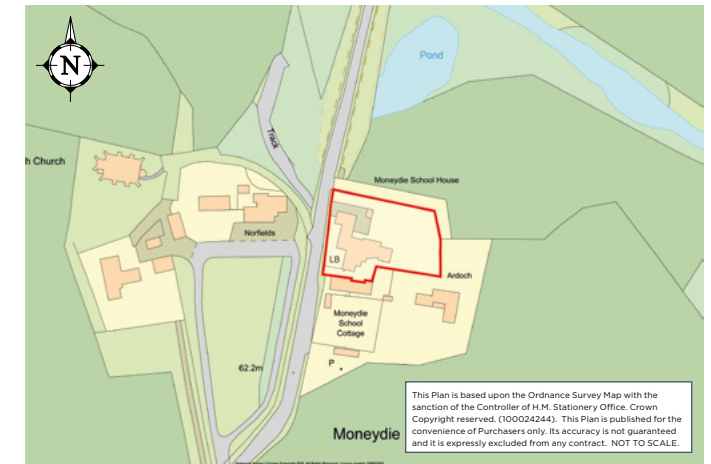 N
Pond
Track
h Church
Moneydie School House
Norfields
LB
Ardoch
Moneydie
School
Cottage
62.2m
P
Moneydie
This Plan is based upon the Ordnance Survey Map with the
sanction of the Controller of H.M. Stationery Office. Crown
Copyright reserved. (100024244). This Plan is published for the
convenience of Purchasers only. Its accuracy is not guaranteed
and it is expressly excluded from any contract. NOT TO SCALE.